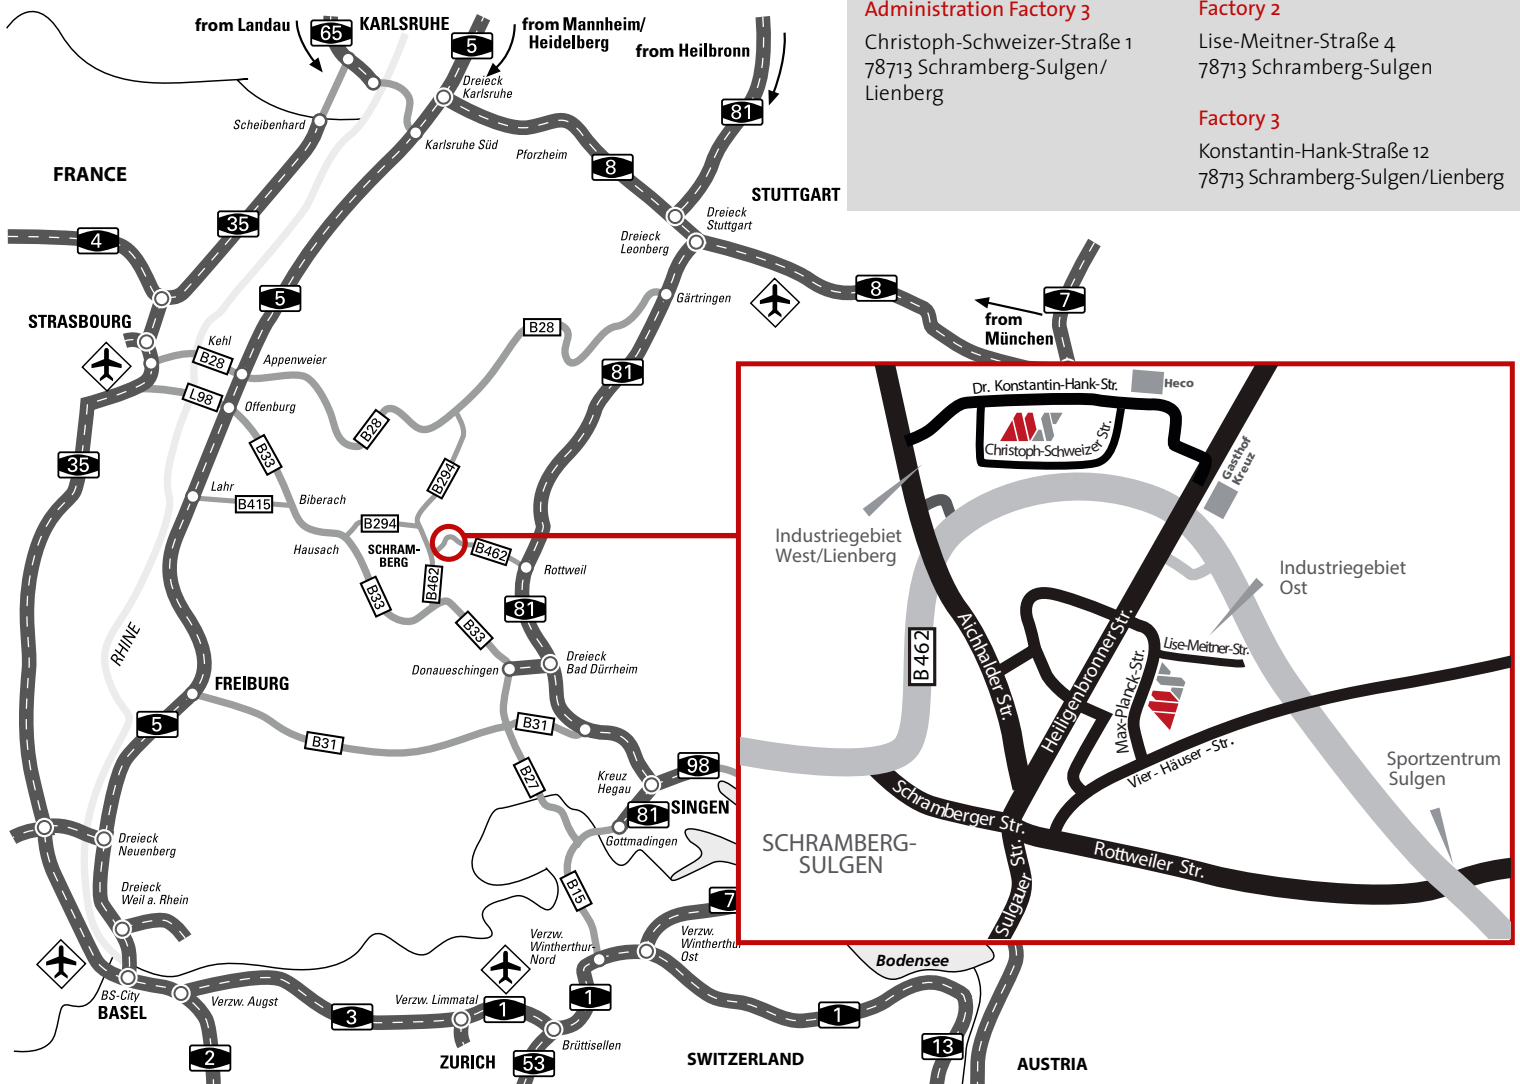 Administration Factory 3
Christoph-Schweizer-Straße 1
78713 Schramberg-Sulgen/
Lienberg
Factory 2
Lise-Meitner-Straße 4
78713 Schramberg-Sulgen
Factory 3
Konstantin-Hank-Straße 12
78713 Schramberg-Sulgen/Lienberg
from Landau
65
KARLSRUHE
5
from Mannheim/
Heidelberg
from Heilbronn
Dreieck
Karlsruhe
81
Scheibenhard
Karlsruhe Süd
Pforzheim
8
FRANCE
STUTTGART
35
Dreieck
Stuttgart
Dreieck
Leonberg
4
5
Gärtringen
8
7
from
München
STRASBOURG
Kehl
B28
Appenweier
B28
81
L98
Offenburg
B28
B33
35
Lahr
B415
Biberach
B294
B294
Hausach
SCHRAM-
BERG
B462
B462
Rottweil
B33
81
B33
RHINE
Donaueschingen
Dreieck
Bad Dürrheim
FREIBURG
5
B31
B31
B27
Kreuz
Hegau
98
81
SINGEN
Gottmadingen
Dreieck
Neuenberg
Dreieck
Weil a. Rhein
B15
7
Verzw.
Wintherthur-
Nord
Verzw.
Wintherthur
Ost
Bodensee
BS-City
BASEL
Verzw. Augst
3
Verzw. Limmatal
1
1
1
2
ZURICH
53
Brüttisellen
SWITZERLAND
13
AUSTRIA
Dr. Konstantin-Hank-Str.
Heco
Christoph-Schweizer Str.
Gasthof
Kreuz
Industriegebiet
West/Lienberg
Industriegebiet
Ost
B 462
Aichhalder Str.
Heiligenbronner Str.
Lise-Meitner-Str.
Max-Planck-Str.
Vier-Häuser-Str.
Sportzentrum
Sulgen
Schramberger Str.
SCHRAMBERG-
SULGEN
Rottweiler Str.
Sulgauer Str.